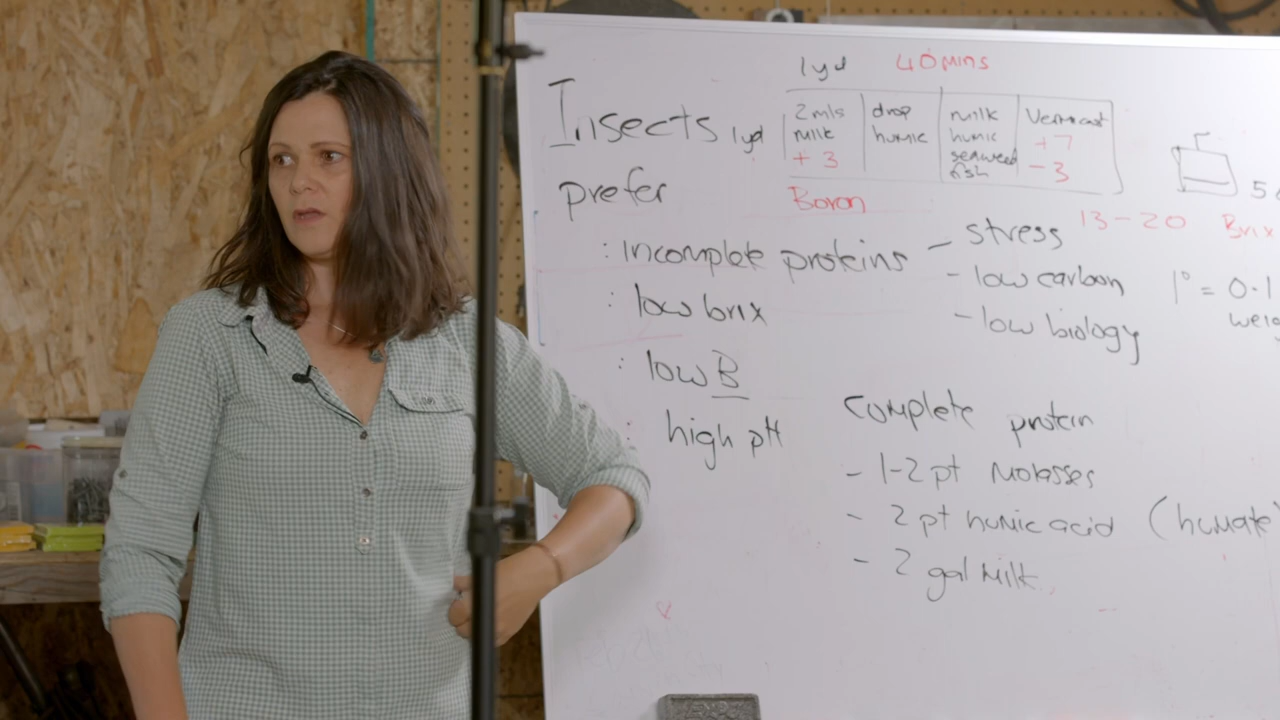 1yd 40 mins
Insects 1yd
2 mls milk + 3
drop humic
milk humic seaweed fish
Vermicast +7 -3
prefer
Boron
: Incomplete proteins - stress
13-20 Brix
- low carbon
- low biology
1° = 0.1
: low brix
: low B
: high pH
complete protein
- 1-2 pt Molasses
- 2 pt humic acid (humate)
- 2 gal Milk